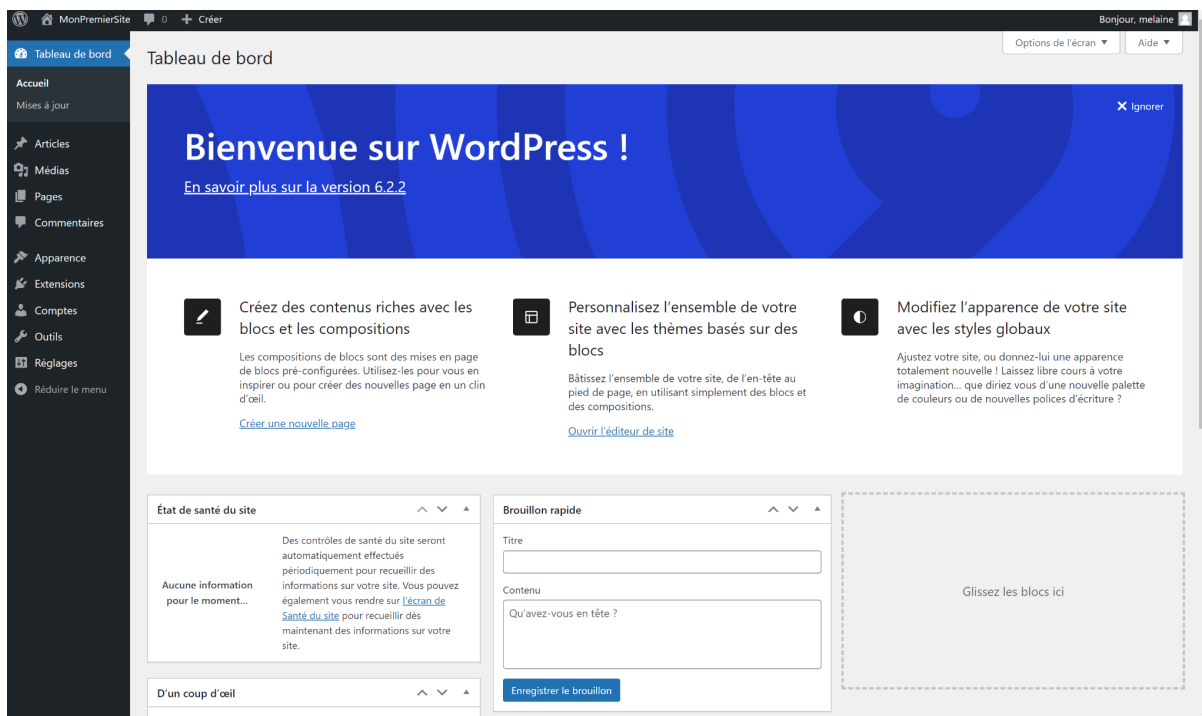 MonPremierSite 0 + Créer Bonjour, melaine
Tableau de bord
Accueil
Mises à jour
Articles
Médias
Pages
Commentaires
Apparence
Extensions
Comptes
Outils
Réglages
Réduire le menu
Options de l'écran ▼ Aide ▼
Tableau de bord
Ignorer
Bienvenue sur WordPress !
En savoir plus sur la version 6.2.2
Créez des contenus riches avec les
blocs et les compositions
Les compositions de blocs sont des mises en page
de blocs pré-configurées. Utilisez-les pour vous en
inspirer ou pour créer des nouvelles page en un clin
d'œil.
Créer une nouvelle page
Personnalisez l'ensemble de votre
site avec les thèmes basés sur des
blocs
Bâtissez l'ensemble de votre site, de l'en-tête au
pied de page, en utilisant simplement des blocs et
des compositions.
Ouvrir l'éditeur de site
Modifiez l'apparence de votre site
avec les styles globaux
Ajustez votre site, ou donnez-lui une apparence
totalement nouvelle ! Laissez libre cours à votre
imagination… que diriez vous d'une nouvelle palette
de couleurs ou de nouvelles polices d'écriture ?
État de santé du site
Aucune information
pour le moment…
Des contrôles de santé du site seront
automatiquement effectués
périodiquement pour recueillir des
informations sur votre site. Vous pouvez
également vous rendre sur l'écran de
Santé du site pour recueillir dès
maintenant des informations sur votre
site.
D'un coup d'œil
Brouillon rapide
Titre
Contenu
Qu'avez-vous en tête ?
Enregistrer le brouillon
Glissez les blocs ici